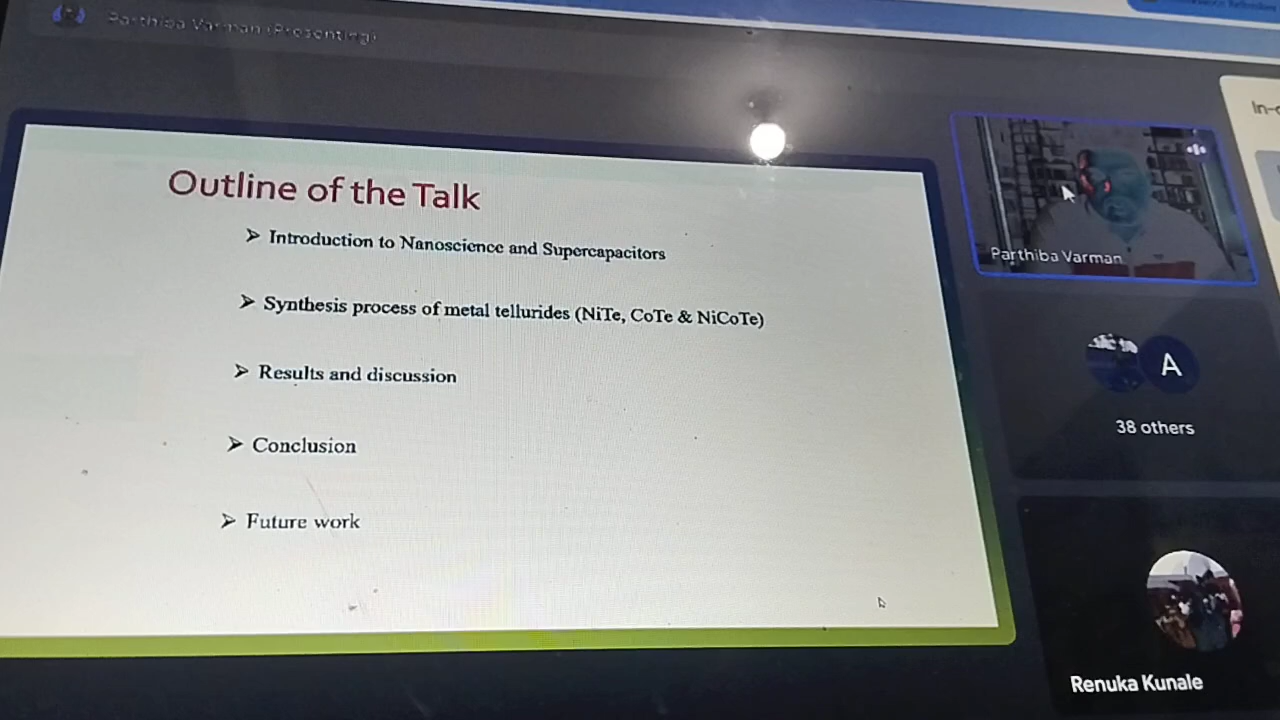 Parthiba Varman (Presenting)
Outline of the Talk
➢ Introduction to Nanoscience and Supercapacitors
➢ Synthesis process of metal tellurides (NiTe, CoTe & NiCoTe)
➢ Results and discussion
➢ Conclusion
➢ Future work
Parthiba Varman
A
38 others
Renuka Kunale